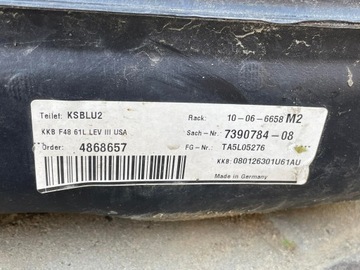 Teilet: KSBLU2 Rack: 10-06-6658 M2
KKB F48 61L.LEV III USA Sach-Nr.: 7390784-08
Order: 4868657 FG-Nr.: TA5L05276
KKB: 080126301U61AU
Made in Germany